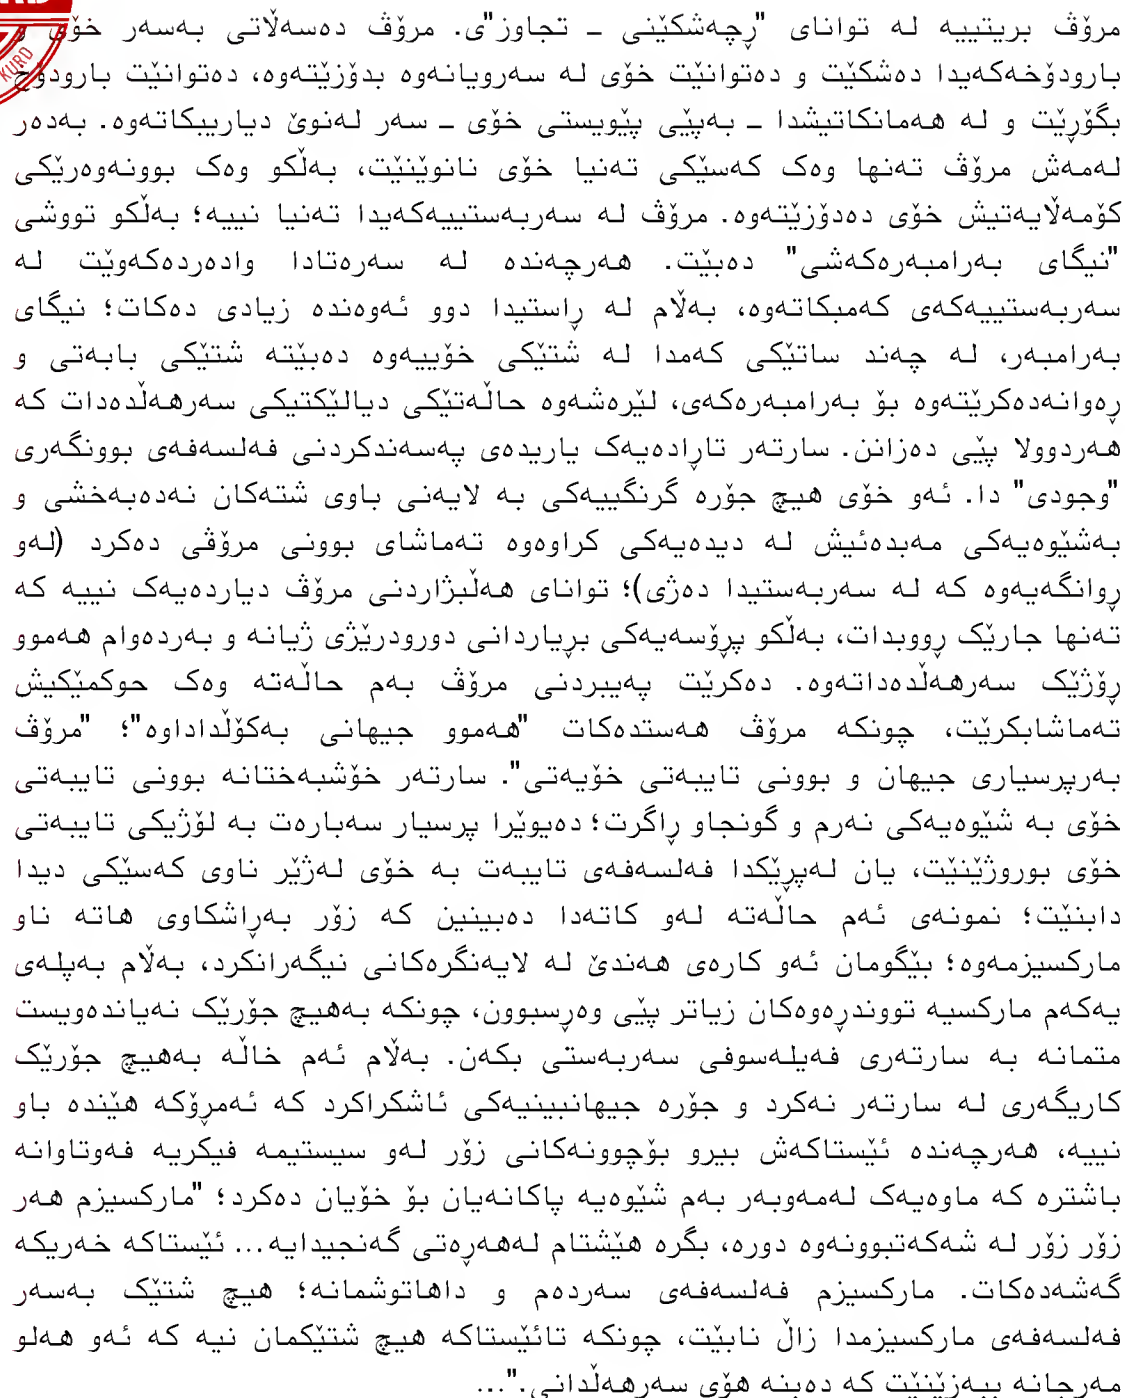 مرۆڤ بریتییە لە توانای "ڕچەشکێنی ـ تجاوز"ی. مرۆڤ دەسەڵاتی بەسەر خۆی و
بارودۆخەکەیدا دەشکێت و دەتوانێت خۆی لە سەرویانەوە بدۆزێتەوە، دەتوانێت بارودۆخ
بگۆڕێت و لە هەمانکاتیشدا ـ بەپێی پێویستی خۆی ـ سەر لەنوێ دیاریبکاتەوە. بەدەر
لەمەش مرۆڤ تەنها وەک کەسێکی تەنیا خۆی نانوێنێت، بەڵکو وەک بوونەوەرێکی
کۆمەڵایەتیش خۆی دەدۆزێتەوە. مرۆڤ لە سەربەستییەکەیدا تەنیا نییە؛ بەڵکو تووشی
"نیگای بەرامبەرەکەشی" دەبێت. هەرچەندە لە سەرەتادا وادەردەکەوێت لە
سەربەستییەکەی کەمبکاتەوە، بەڵام لە ڕاستیدا دوو ئەوەندە زیادی دەکات؛ نیگای
بەرامبەر، لە چەند ساتێکی کەمدا لە شتێکی خۆییەوە دەبێتە شتێکی بابەتی و
ڕەوانەدەکرێتەوە بۆ بەرامبەرەکەی، لێرەشەوە حاڵەتێکی دیالێکتیکی سەرهەڵدەدات کە
هەردوولا پێی دەزانن. سارتەر تاڕادەیەک یاریدەی پەسەندکردنی فەلسەفەی بوونگەری
"وجودی" دا. ئەو خۆی هیچ جۆرە گرنگییەکی بە لایەنی باوی شتەکان نەدەبەخشی و
بەشێوەیەکی مەبدەئیش لە دیدەیەکی کراوەوە تەماشای بوونی مرۆڤی دەکرد (لەو
ڕوانگەیەوە کە لە سەربەستیدا دەژی)؛ توانای هەڵبژاردنی مرۆڤ دیاردەیەک نییە کە
تەنها جارێک ڕووبدات، بەڵکو پڕۆسەیەکی بڕیاردانی دورودرێژی ژیانە و بەردەوام هەموو
ڕۆژێک سەرهەڵدەداتەوە. دەکرێت پەیبردنی مرۆڤ بەم حاڵەتە وەک حوکمێکیش
تەماشابکرێت، چونکە مرۆڤ هەستدەکات "هەموو جیهانی بەکۆڵداداوە"؛ "مرۆڤ
بەرپرسیاری جیهان و بوونی تایبەتی خۆیەتی". سارتەر خۆشبەختانە بوونی تایبەتی
خۆی بە شێوەیەکی نەرم و گونجاو ڕاگرت؛ دەیوێرا پرسیار سەبارەت بە لۆژیکی تایبەتی
خۆی بوروژێنێت، یان لەپڕێکدا فەلسەفەی تایبەت بە خۆی لەژێر ناوی کەسێکی دیدا
دابنێت؛ نمونەی ئەم حاڵەتە لەو کاتەدا دەبینین کە زۆر بەڕاشکاوی هاتە ناو
مارکسیزمەوە؛ بێگومان ئەو کارەی هەندێ لە لایەنگرەکانی نیگەرانکرد، بەڵام بەپلەی
یەکەم مارکسیە تووندڕەوەکان زیاتر پێی وەڕسبوون، چونکە بەهیچ جۆرێک نەیاندەویست
متمانە بە سارتەری فەیلەسوفی سەربەستی بکەن. بەڵام ئەم خاڵە بەهیچ جۆرێک
کاریگەری لە سارتەر نەکرد و جۆرە جیهانبینیەکی ئاشکراکرد کە ئەمڕۆکە هێندە باو
نییە، هەرچەندە ئێستاکەش بیرو بۆچوونەکانی زۆر لەو سیستیمە فیکریە فەوتاوانە
باشترە کە ماوەیەک لەمەوبەر بەم شێوەیە پاکانەیان بۆ خۆیان دەکرد؛ "مارکسیزم هەر
زۆر زۆر لە شەکەتبوونەوە دورە، بگرە هێشتام لەهەڕەتی گەنجیدایە... ئێستاکە خەریکە
گەشەدەکات. مارکسیزم فەلسەفەی سەردەم و داهاتوشمانە؛ هیچ شتێک بەسەر
فەلسەفەی مارکسیزمدا زاڵ نابێت، چونکە تائێستاکە هیچ شتێکمان نیە کە ئەو هەلو
مەرجانە ببەزێنێت کە دەبنە هۆی سەرهەڵدانی."...
KURD